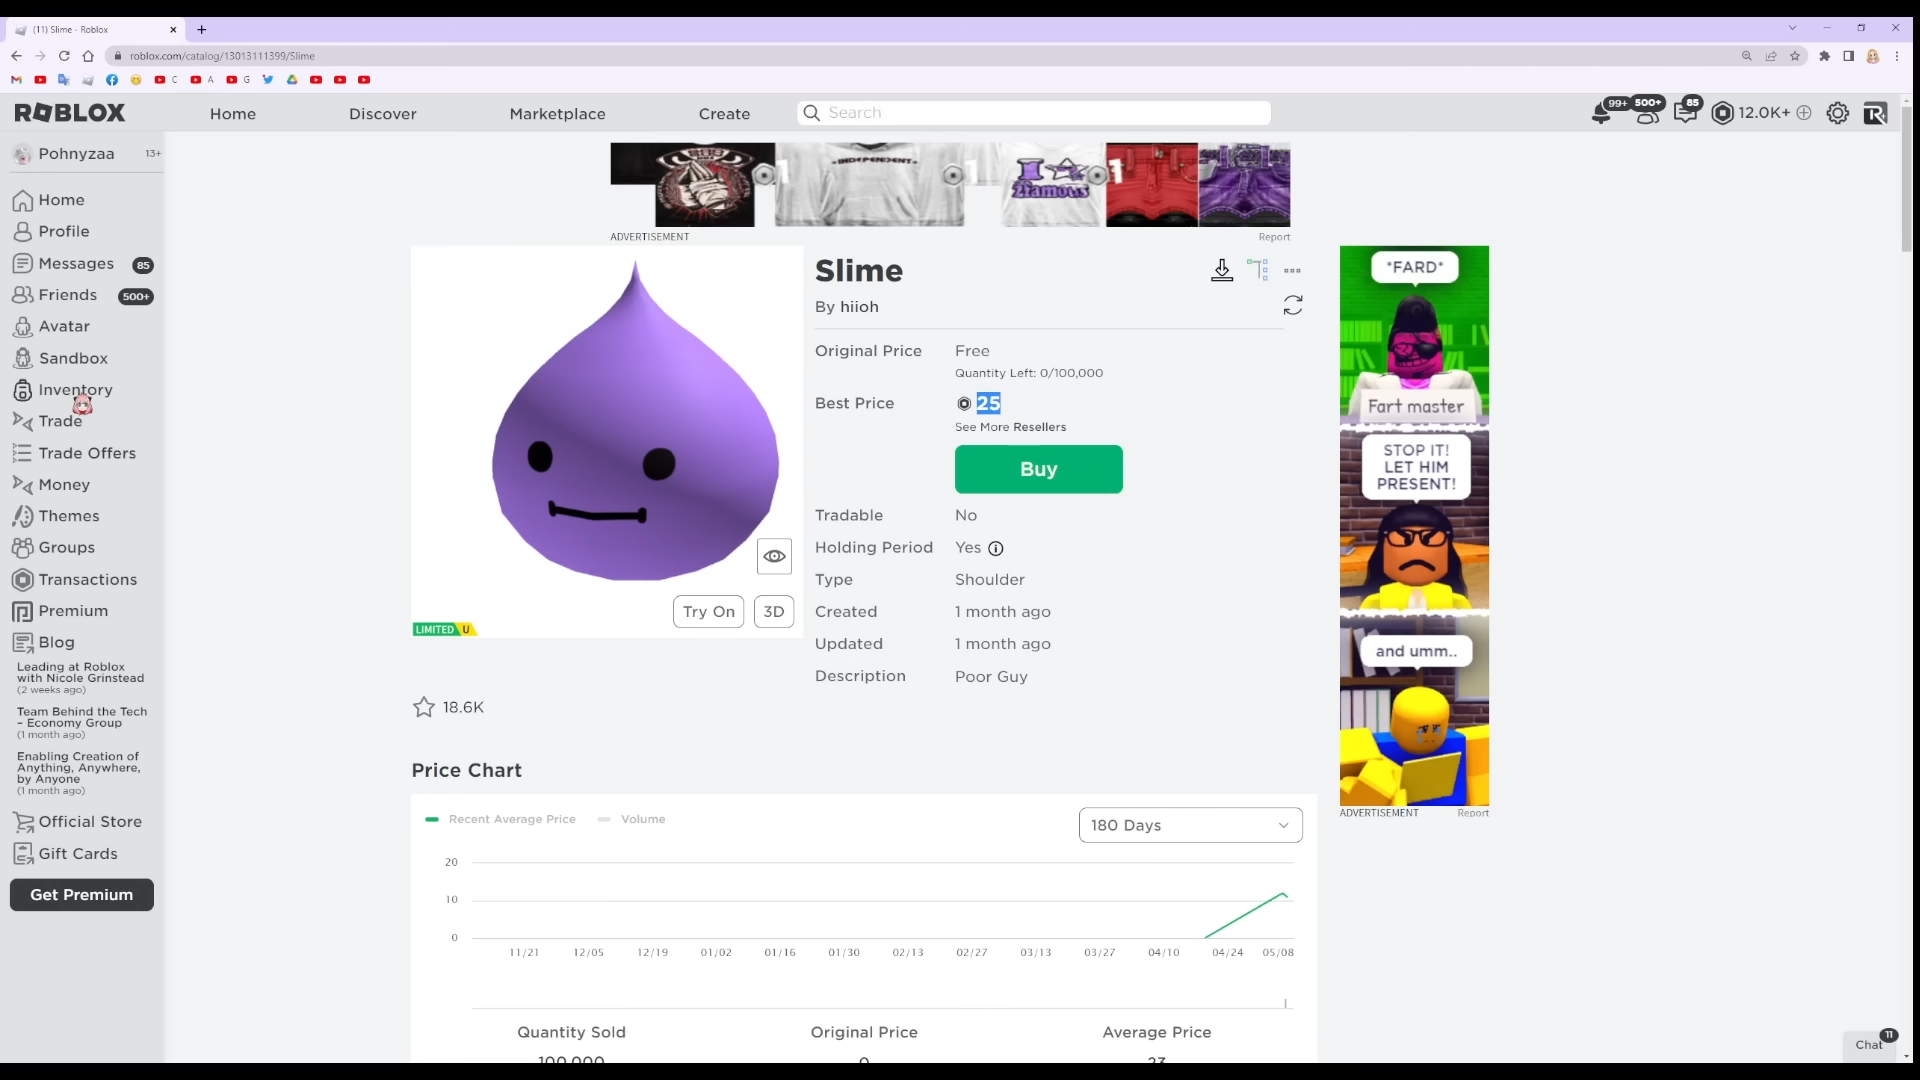 (11) Slime - Roblox
roblox.com/catalog/13013111399/Slime
C
A
G
ROBLOX
Home
Discover
Marketplace
Create
Search
99+
500+
85
12.0K+
Pohnyzaa
13+
Home
Profile
Messages
85
Friends
500+
Avatar
Sandbox
Inventory
Trade
Trade Offers
Money
Themes
Groups
Transactions
Premium
Blog
Leading at Roblox
with Nicole Grinstead
(2 weeks ago)
Team Behind the Tech
– Economy Group
(1 month ago)
Enabling Creation of
Anything, Anywhere,
by Anyone
(1 month ago)
Official Store
Gift Cards
Get Premium
INDEPENDENT
I
2famous
ADVERTISEMENT
Report
LIMITED U
Try On
3D
18.6K
Slime
By hiioh
Original Price
Free
Quantity Left: 0/100,000
Best Price
25
See More Resellers
Buy
Tradable
No
Holding Period
Yes
Type
Shoulder
Created
1 month ago
Updated
1 month ago
Description
Poor Guy
*FARD*
Fart master
STOP IT!
LET HIM
PRESENT!
and umm..
ADVERTISEMENT
Report
Price Chart
Recent Average Price
Volume
180 Days
20
10
0
11/21
12/05
12/19
01/02
01/16
01/30
02/13
02/27
03/13
03/27
04/10
04/24
05/08
Quantity Sold
Original Price
Average Price
100,000
0
23
Chat
11